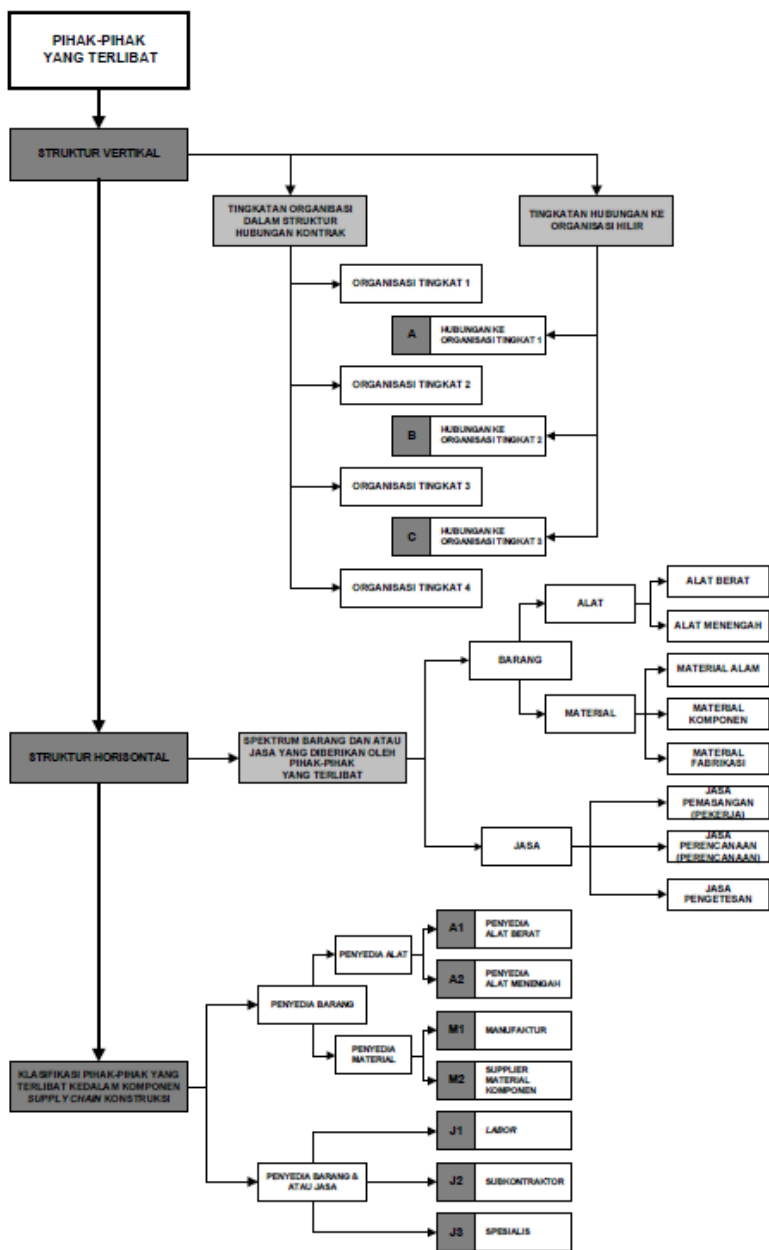 PIHAK-PIHAK
YANG TERLIBAT
STRUKTUR VERTIKAL
TINGKATAN ORGANISASI
DALAM STRUKTUR
HUBUNGAN KONTRAK
TINGKATAN HUBUNGAN KE
ORGANISASI HILIR
ORGANISASI TINGKAT 1
A
HUBUNGAN KE
ORGANISASI TINGKAT 1
ORGANISASI TINGKAT 2
B
HUBUNGAN KE
ORGANISASI TINGKAT 2
ORGANISASI TINGKAT 3
C
HUBUNGAN KE
ORGANISASI TINGKAT 3
ORGANISASI TINGKAT 4
STRUKTUR HORISONTAL
SPEKTRUM BARANG DAN ATAU
JASA YANG DIBERIKAN OLEH
PIHAK-PIHAK
YANG TERLIBAT
BARANG
ALAT
ALAT BERAT
ALAT MENENGAH
MATERIAL
MATERIAL ALAM
MATERIAL
KOMPONEN
MATERIAL
FABRIKASI
JASA
JASA
PEMASANGAN
(PEKERJA)
JASA
PERENCANAAN
(PERENCANAAN)
JASA
PENGETESAN
KLASIFIKASI PIHAK-PIHAK YANG
TERLIBAT KEDALAM KOMPONEN
SUPPLY CHAIN KONSTRUKSI
PENYEDIA BARANG
PENYEDIA ALAT
A1
PENYEDIA
ALAT BERAT
A2
PENYEDIA
ALAT MENENGAH
PENYEDIA
MATERIAL
M1
MANUFAKTUR
M2
SUPPLIER
MATERIAL
KOMPONEN
PENYEDIA BARANG &
ATAU JASA
J1
LABOR
J2
SUBKONTRAKTOR
J3
SPESIALIS